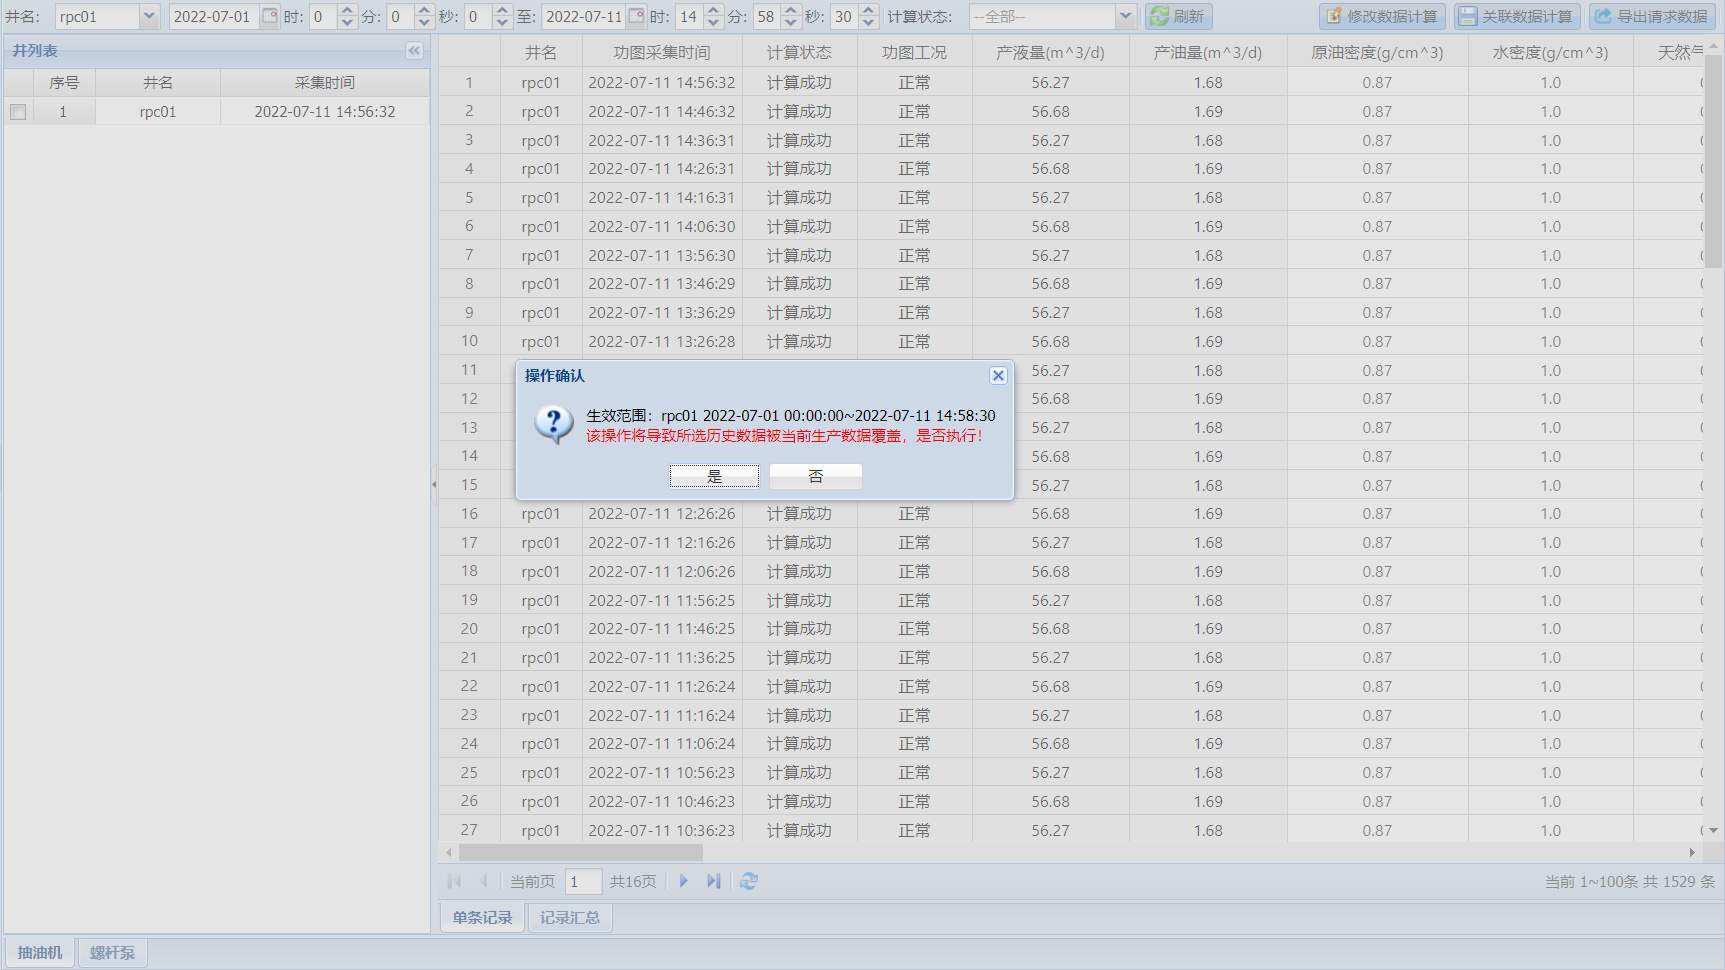 井名: rpc01 2022-07-01 时: 0 分: 0 秒: 0 至: 2022-07-11 时: 14 分: 58 秒: 30 计算状态: --全部-- 刷新 修改数据计算 关联数据计算 导出请求数据
井列表
序号 井名 采集时间
1 rpc01 2022-07-11 14:56:32
井名 功图采集时间 计算状态 功图工况 产液量(m^3/d) 产油量(m^3/d) 原油密度(g/cm^3) 水密度(g/cm^3) 天然
1 rpc01 2022-07-11 14:56:32 计算成功 正常 56.27 1.68 0.87 1.0
2 rpc01 2022-07-11 14:46:32 计算成功 正常 56.68 1.69 0.87 1.0
3 rpc01 2022-07-11 14:36:31 计算成功 正常 56.27 1.68 0.87 1.0
4 rpc01 2022-07-11 14:26:31 计算成功 正常 56.68 1.69 0.87 1.0
5 rpc01 2022-07-11 14:16:31 计算成功 正常 56.27 1.68 0.87 1.0
6 rpc01 2022-07-11 14:06:30 计算成功 正常 56.68 1.69 0.87 1.0
7 rpc01 2022-07-11 13:56:30 计算成功 正常 56.27 1.68 0.87 1.0
8 rpc01 2022-07-11 13:46:29 计算成功 正常 56.68 1.69 0.87 1.0
9 rpc01 2022-07-11 13:36:29 计算成功 正常 56.27 1.68 0.87 1.0
10 rpc01 2022-07-11 13:26:28 计算成功 正常 56.68 1.69 0.87 1.0
11 56.27 1.68 0.87 1.0
12 56.68 1.69 0.87 1.0
13 56.27 1.68 0.87 1.0
14 56.68 1.69 0.87 1.0
15 56.27 1.68 0.87 1.0
操作确认
生效范围：rpc01 2022-07-01 00:00:00~2022-07-11 14:58:30
该操作将导致所选历史数据被当前生产数据覆盖，是否执行！
是 否
16 rpc01 2022-07-11 12:26:26 计算成功 正常 56.68 1.69 0.87 1.0
17 rpc01 2022-07-11 12:16:26 计算成功 正常 56.27 1.68 0.87 1.0
18 rpc01 2022-07-11 12:06:26 计算成功 正常 56.68 1.69 0.87 1.0
19 rpc01 2022-07-11 11:56:25 计算成功 正常 56.27 1.68 0.87 1.0
20 rpc01 2022-07-11 11:46:25 计算成功 正常 56.68 1.69 0.87 1.0
21 rpc01 2022-07-11 11:36:25 计算成功 正常 56.27 1.68 0.87 1.0
22 rpc01 2022-07-11 11:26:24 计算成功 正常 56.68 1.69 0.87 1.0
23 rpc01 2022-07-11 11:16:24 计算成功 正常 56.27 1.68 0.87 1.0
24 rpc01 2022-07-11 11:06:24 计算成功 正常 56.68 1.69 0.87 1.0
25 rpc01 2022-07-11 10:56:23 计算成功 正常 56.27 1.68 0.87 1.0
26 rpc01 2022-07-11 10:46:23 计算成功 正常 56.68 1.69 0.87 1.0
27 rpc01 2022-07-11 10:36:23 计算成功 正常 56.27 1.68 0.87 1.0
当前页 1 共16页 当前 1~100条 共 1529 条
单条记录 记录汇总
抽油机 螺杆泵